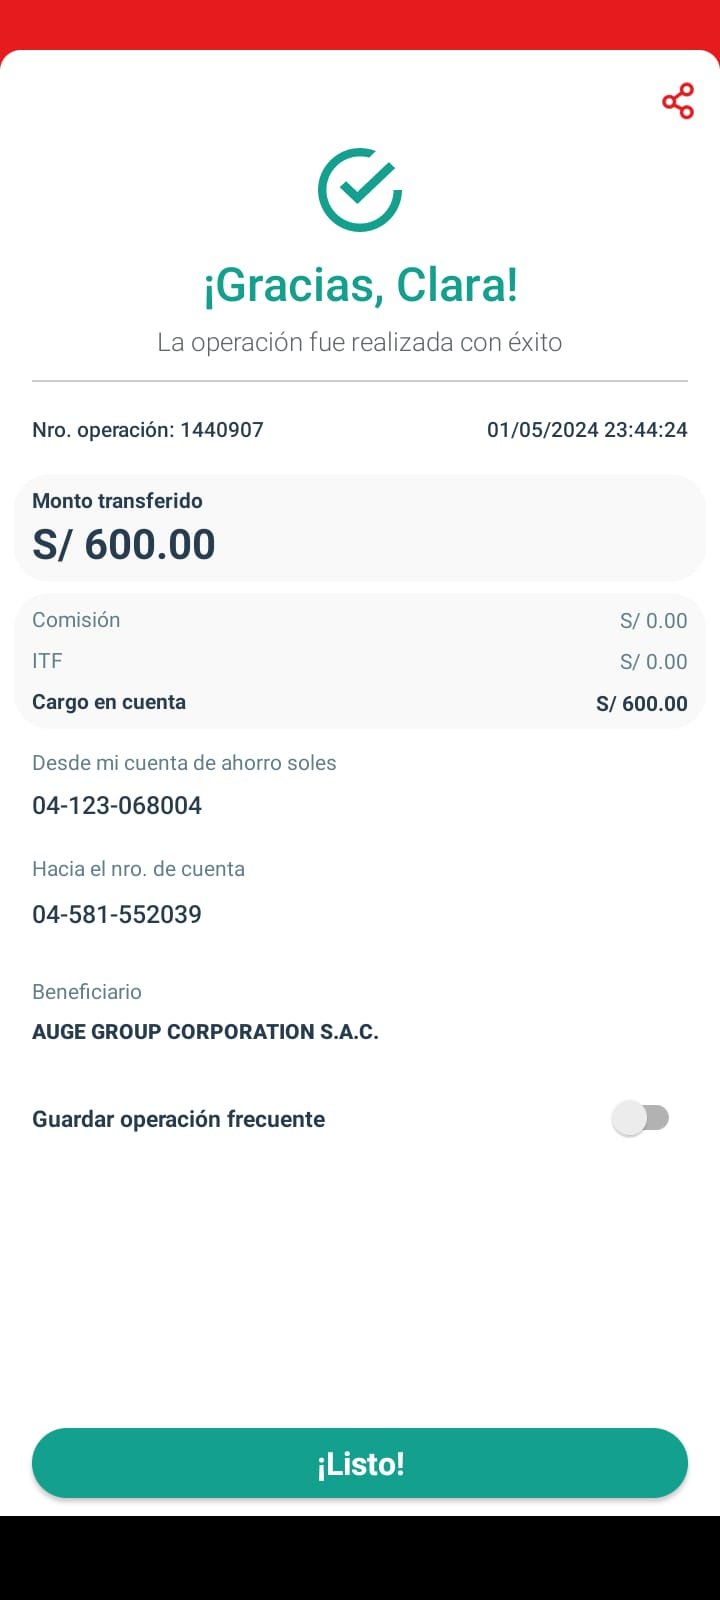 ¡Gracias, Clara!
La operación fue realizada con éxito
Nro. operación: 1440907 01/05/2024 23:44:24
Monto transferido
S/ 600.00
Comisión S/ 0.00
ITF S/ 0.00
Cargo en cuenta S/ 600.00
Desde mi cuenta de ahorro soles
04-123-068004
Hacia el nro. de cuenta
04-581-552039
Beneficiario
AUGE GROUP CORPORATION S.A.C.
Guardar operación frecuente
¡Listo!